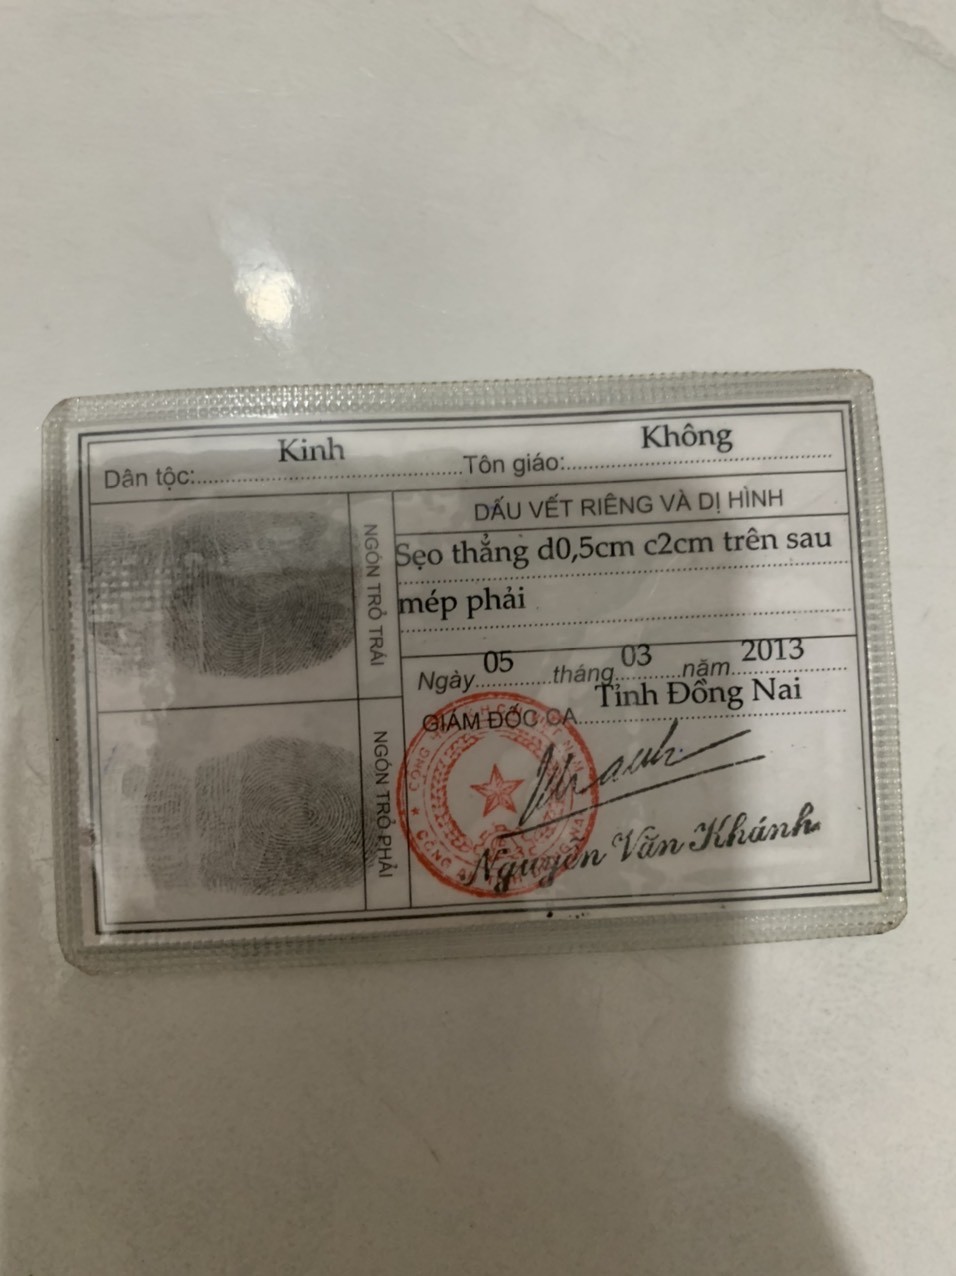 Dân tộc: Kinh Tôn giáo: Không
NGÓN TRỎ TRÁI
NGÓN TRỎ PHẢI
DẤU VẾT RIÊNG VÀ DỊ HÌNH
Sẹo thẳng d0,5cm c2cm trên sau
mép phải
Ngày 05 tháng 03 năm 2013
GIÁM ĐỐC CA Tỉnh Đồng Nai
Nguyễn Văn Khánh